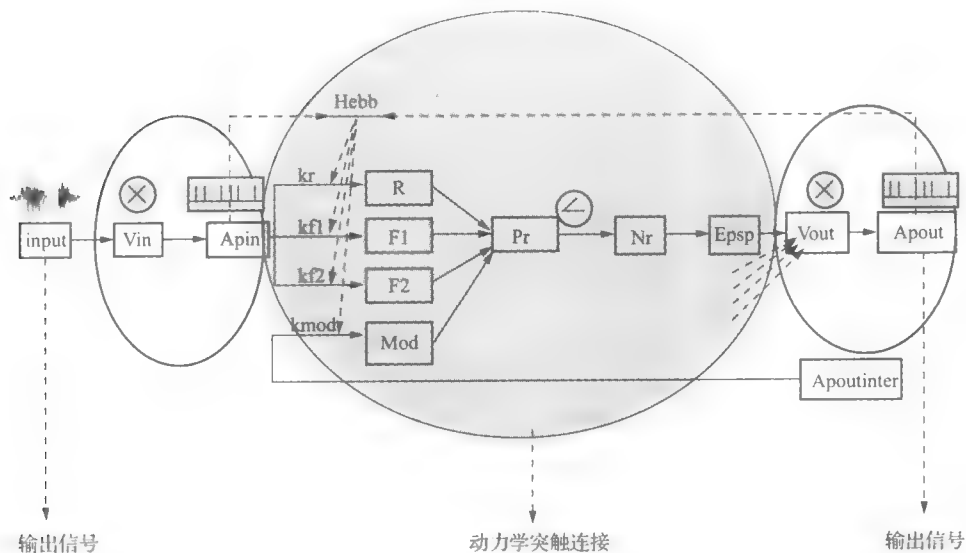 Hebb
kr
R
kf1
F1
kf2
F2
kmod
Mod
input
Vin
Apin
Pr
Nr
Epsp
Vout
Apout
Apoutinter
输出信号
动力学突触连接
输出信号